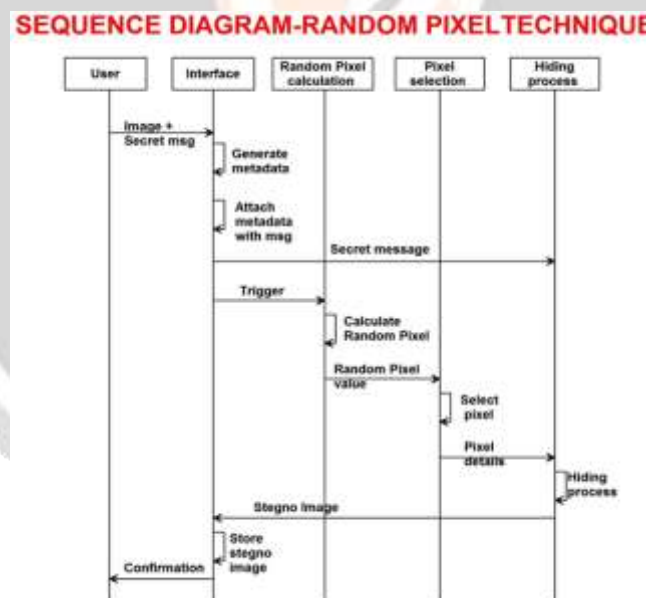 SEQUENCE DIAGRAM-RANDOM PIXELTECHNIQUE
User
Interface
Random Pixel
calculation
Pixel
selection
Hiding
process
Image +
Secret msg
Generate
metadata
Attach
metadata
with msg
Secret message
Trigger
Calculate
Random Pixel
Random Pixel
value
Select
pixel
Pixel
details
Hiding
process
Stegno Image
Store
stegno
image
Confirmation